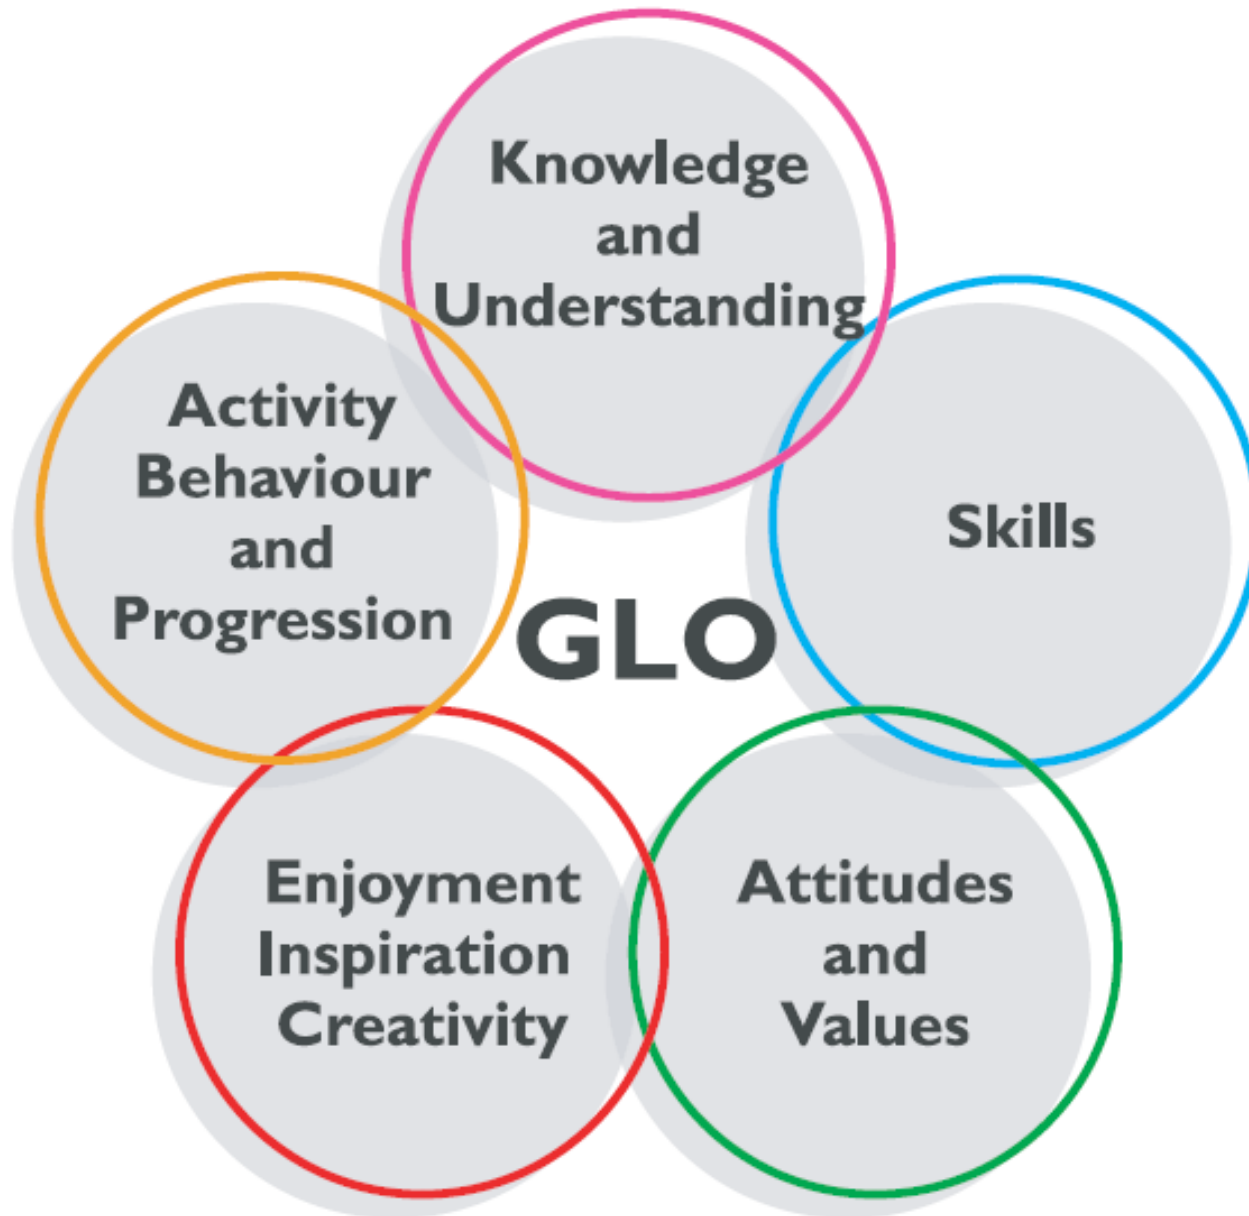 Knowledge
and
Understanding
Activity
Behaviour
and
Progression
Skills
GLO
Enjoyment
Inspiration
Creativity
Attitudes
and
Values